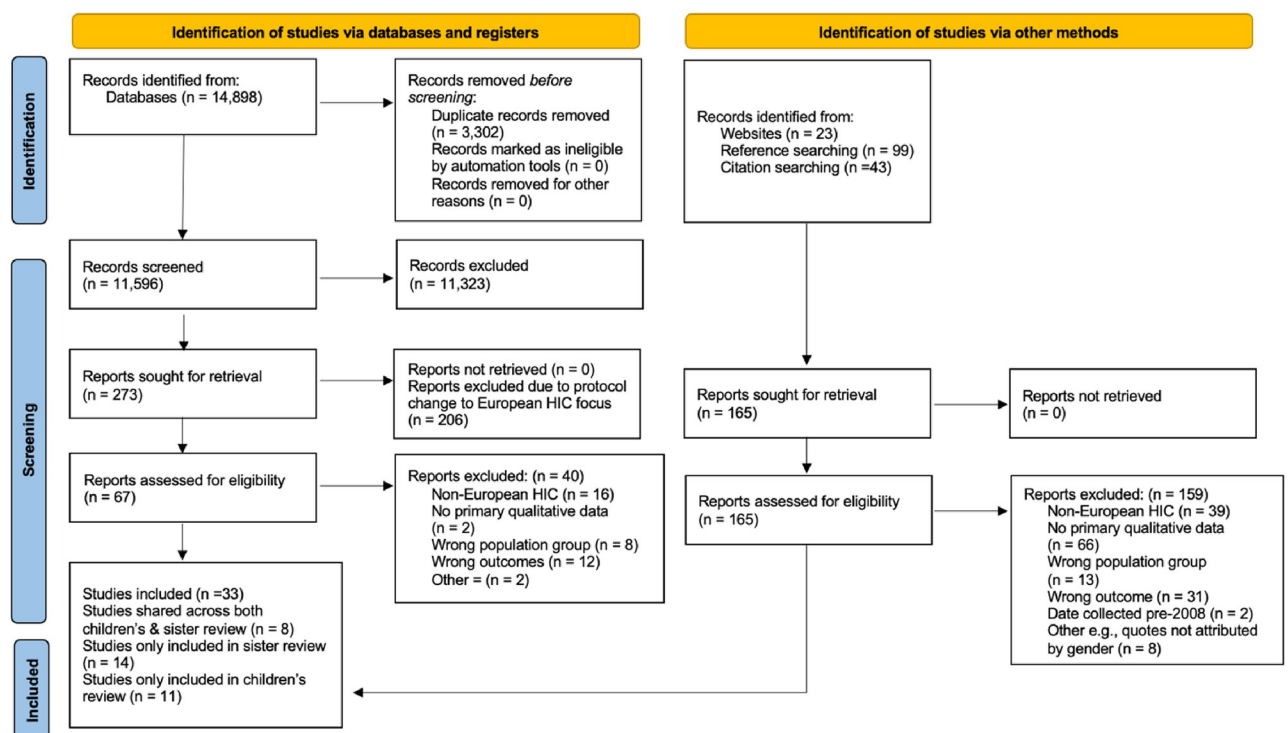 Identification of studies via databases and registers
Identification of studies via other methods
Identification
Records identified from:
Databases (n = 14,898)
Records removed before
screening:
Duplicate records removed
(n = 3,302)
Records marked as ineligible
by automation tools (n = 0)
Records removed for other
reasons (n = 0)
Records identified from:
Websites (n = 23)
Reference searching (n = 99)
Citation searching (n =43)
Screening
Records screened
(n = 11,596)
Records excluded
(n = 11,323)
Reports sought for retrieval
(n = 273)
Reports not retrieved (n = 0)
Reports excluded due to protocol
change to European HIC focus
(n = 206)
Reports sought for retrieval
(n = 165)
Reports not retrieved
(n = 0)
Reports assessed for eligibility
(n = 67)
Reports excluded: (n = 40)
Non-European HIC (n = 16)
No primary qualitative data
(n = 2)
Wrong population group (n = 8)
Wrong outcomes (n = 12)
Other = (n = 2)
Reports assessed for eligibility
(n = 165)
Reports excluded: (n = 159)
Non-European HIC (n = 39)
No primary qualitative data
(n = 66)
Wrong population group
(n = 13)
Wrong outcome (n = 31)
Date collected pre-2008 (n = 2)
Other e.g., quotes not attributed
by gender (n = 8)
Included
Studies included (n =33)
Studies shared across both
children's & sister review (n = 8)
Studies only included in sister review
(n = 14)
Studies only included in children's
review (n = 11)